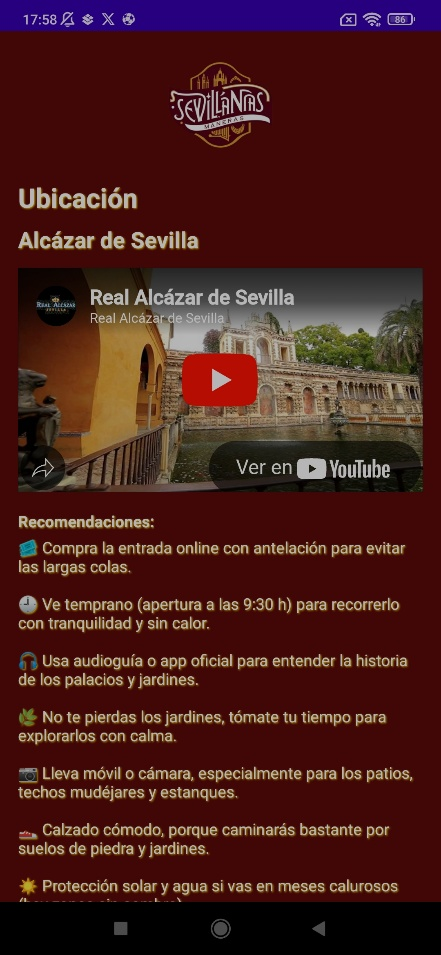 17:58
86
SEVILLANAS
MANERAS
Ubicación
Alcázar de Sevilla
REAL ALCÁZAR
SEVILLA
Real Alcázar de Sevilla
Real Alcázar de Sevilla
Ver en YouTube
Recomendaciones:
Compra la entrada online con antelación para evitar
las largas colas.
Ve temprano (apertura a las 9:30 h) para recorrerlo
con tranquilidad y sin calor.
Usa audioguía o app oficial para entender la historia
de los palacios y jardines.
No te pierdas los jardines, tómate tu tiempo para
explorarlos con calma.
Lleva móvil o cámara, especialmente para los patios,
techos mudéjares y estanques.
Calzado cómodo, porque caminarás bastante por
suelos de piedra y jardines.
Protección solar y agua si vas en meses calurosos